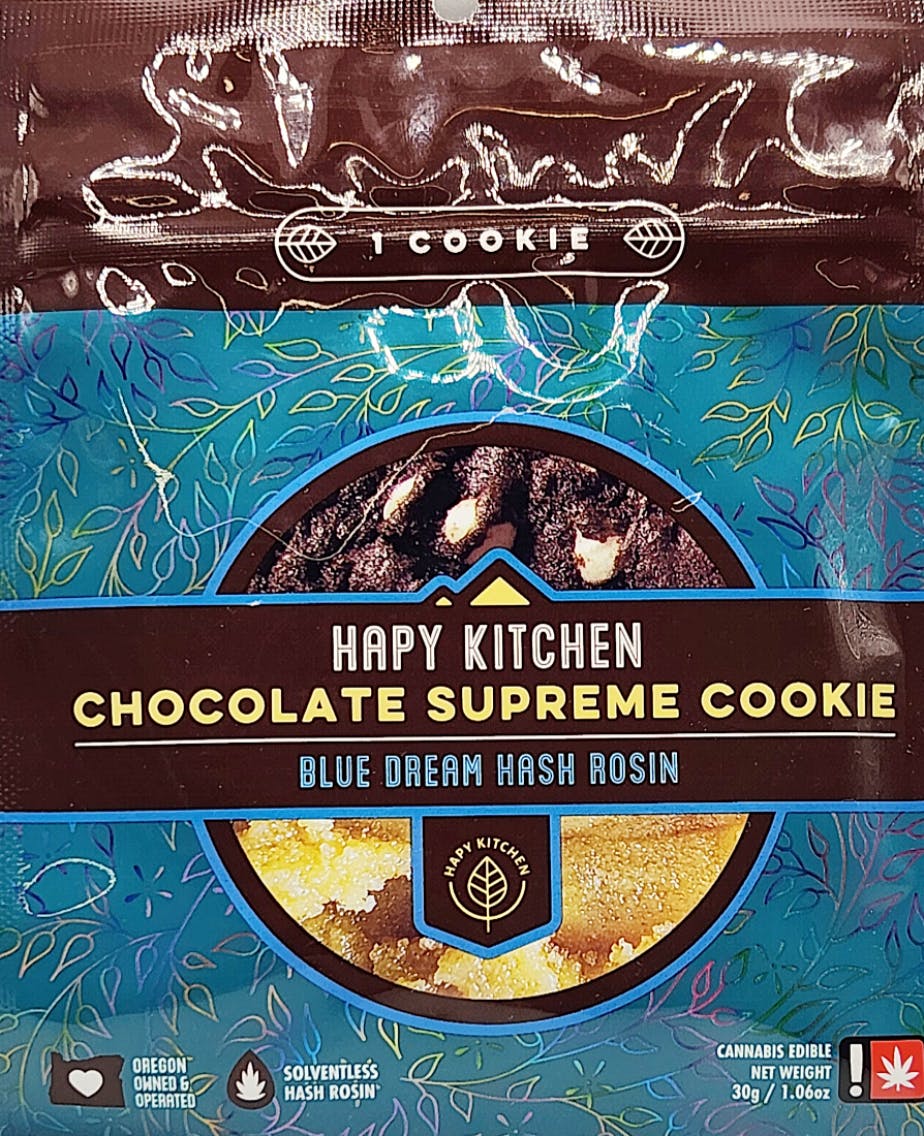 1 COOKIE
HAPY KITCHEN
CHOCOLATE SUPREME COOKIE
BLUE DREAM HASH ROSIN
HAPY KITCHEN
OREGON™
OWNED &
OPERATED
SOLVENTLESS
HASH ROSIN
CANNABIS EDIBLE
NET WEIGHT
30g / 1.06oz
!